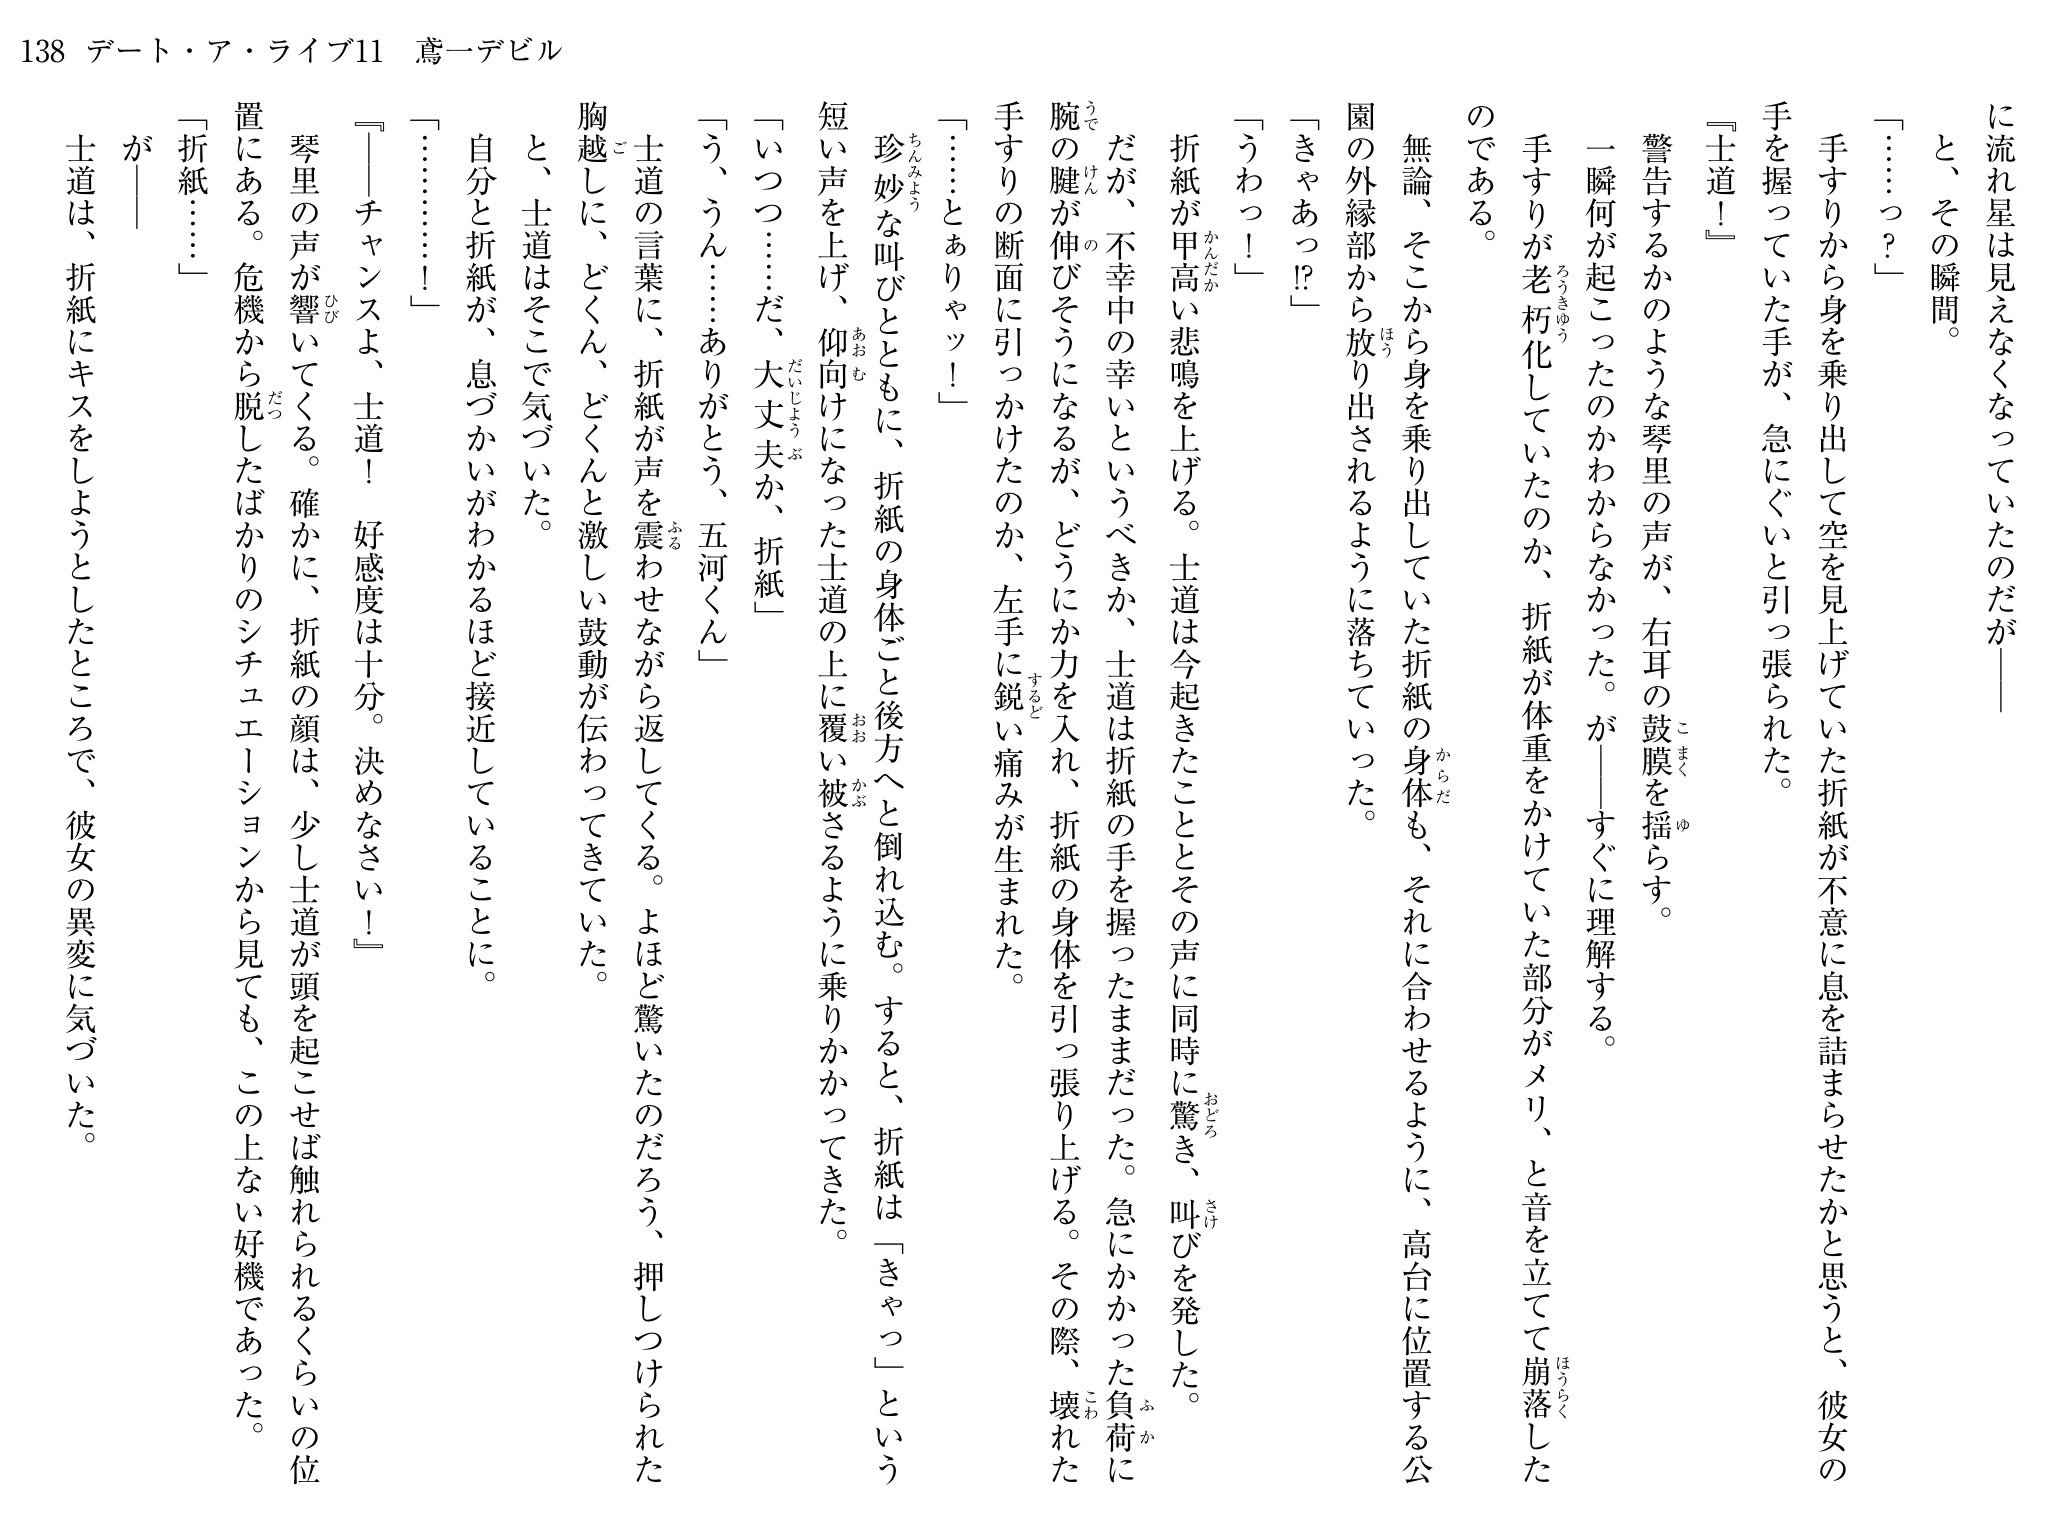 138 デート・ア・ライブ11　鳶一デビル
に流れ星は見えなくなっていたのだが――
　と、その瞬間。
「……っ？」
　手すりから身を乗り出して空を見上げていた折紙が不意に息を詰まらせたかと思うと、彼女の
手を握っていた手が、急にぐいと引っ張られた。
『士道！』
　警告するかのような琴里の声が、右耳の鼓膜を揺らす。
　一瞬何が起こったのかわからなかった。が――すぐに理解する。
　手すりが老朽化していたのか、折紙が体重をかけていた部分がメリ、と音を立てて崩落した
のである。
　無論、そこから身を乗り出していた折紙の身体も、それに合わせるように、高台に位置する公
園の外縁部から放り出されるように落ちていった。
「きゃあっ!?」
「うわっ！」
　折紙が甲高い悲鳴を上げる。士道は今起きたこととその声に同時に驚き、叫びを発した。
　だが、不幸中の幸いというべきか、士道は折紙の手を握ったままだった。急にかかった負荷に
腕の腱が伸びそうになるが、どうにか力を入れ、折紙の身体を引っ張り上げる。その際、壊れた
手すりの断面に引っかけたのか、左手に鋭い痛みが生まれた。
「……とぁりゃッ！」
　珍妙な叫びとともに、折紙の身体ごと後方へと倒れ込む。すると、折紙は「きゃっ」という
短い声を上げ、仰向けになった士道の上に覆い被さるように乗りかかってきた。
「いつつ……だ、大丈夫か、折紙」
「う、うん……ありがとう、五河くん」
　士道の言葉に、折紙が声を震わせながら返してくる。よほど驚いたのだろう、押しつけられた
胸越しに、どくん、どくんと激しい鼓動が伝わってきていた。
　と、士道はそこで気づいた。
　自分と折紙が、息づかいがわかるほど接近していることに。
「…………！」
『――チャンスよ、士道！　好感度は十分。決めなさい！』
　琴里の声が響いてくる。確かに、折紙の顔は、少し士道が頭を起こせば触れられるくらいの位
置にある。危機から脱したばかりのシチュエーションから見ても、この上ない好機であった。
「折紙……」
　が――
　士道は、折紙にキスをしようとしたところで、彼女の異変に気づいた。